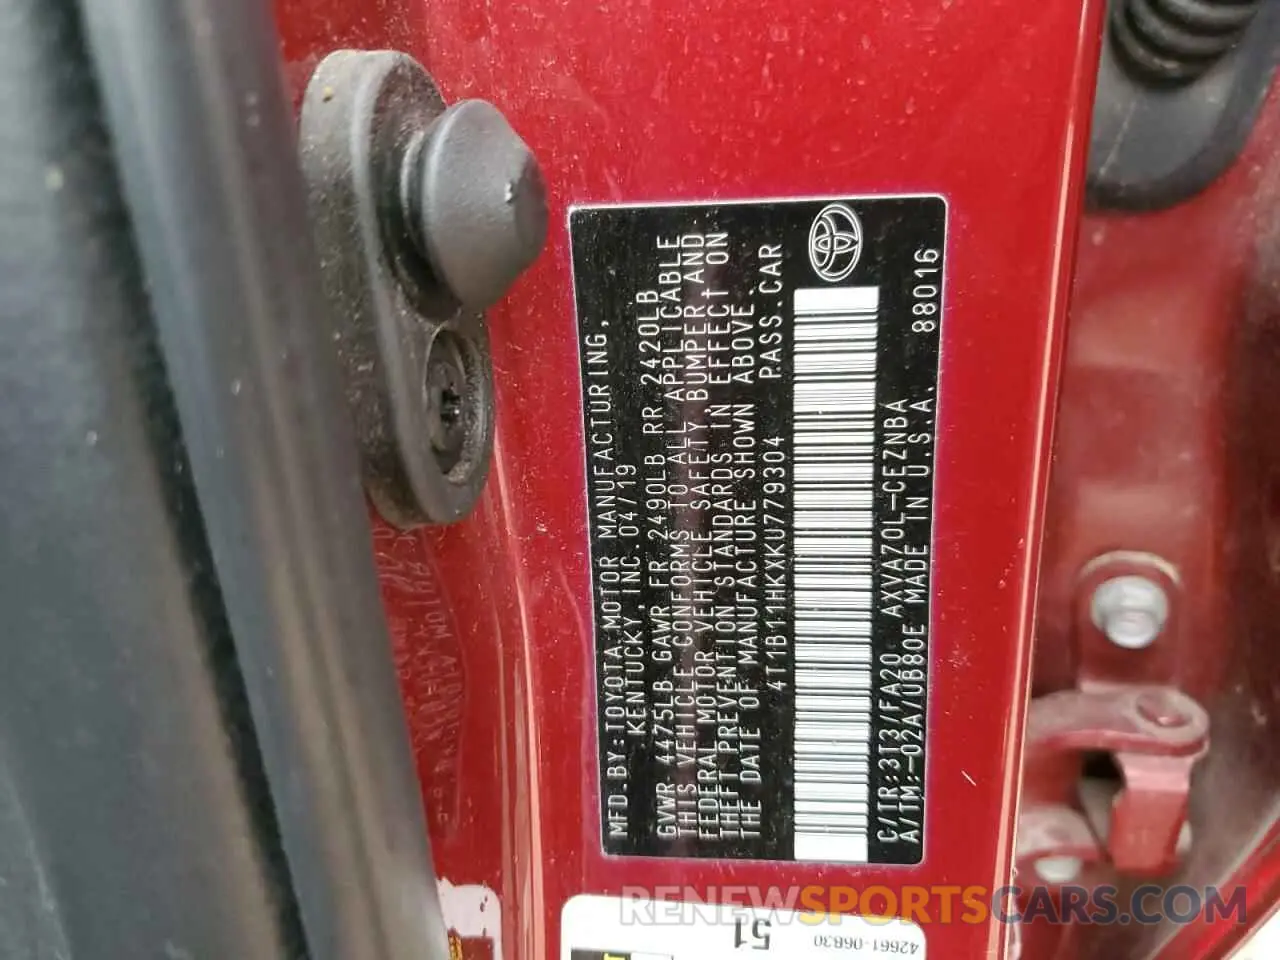 MFD.BY:TOYOTA MOTOR MANUFACTURING,
KENTUCKY, INC. 04/19
GVWR 4475LB GAWR FR 2490LB RR 2420LB
THIS VEHICLE CONFORMS TO ALL APPLICABLE
FEDERAL MOTOR VEHICLE SAFETY, BUMPER, AND
THEFT PREVENTION STANDARDS IN EFFECT ON
THE DATE OF MANUFACTURE SHOWN ABOVE.
4T1B11HKXKU779304 PASS.CAR
C/TR:3T3/FA20 AXVA70L-CEZNBA
A/TM:-02A/UB80E MADE IN U.S.A. 88016
51
42661-06B30
RENEWSPORTSCARS.COM